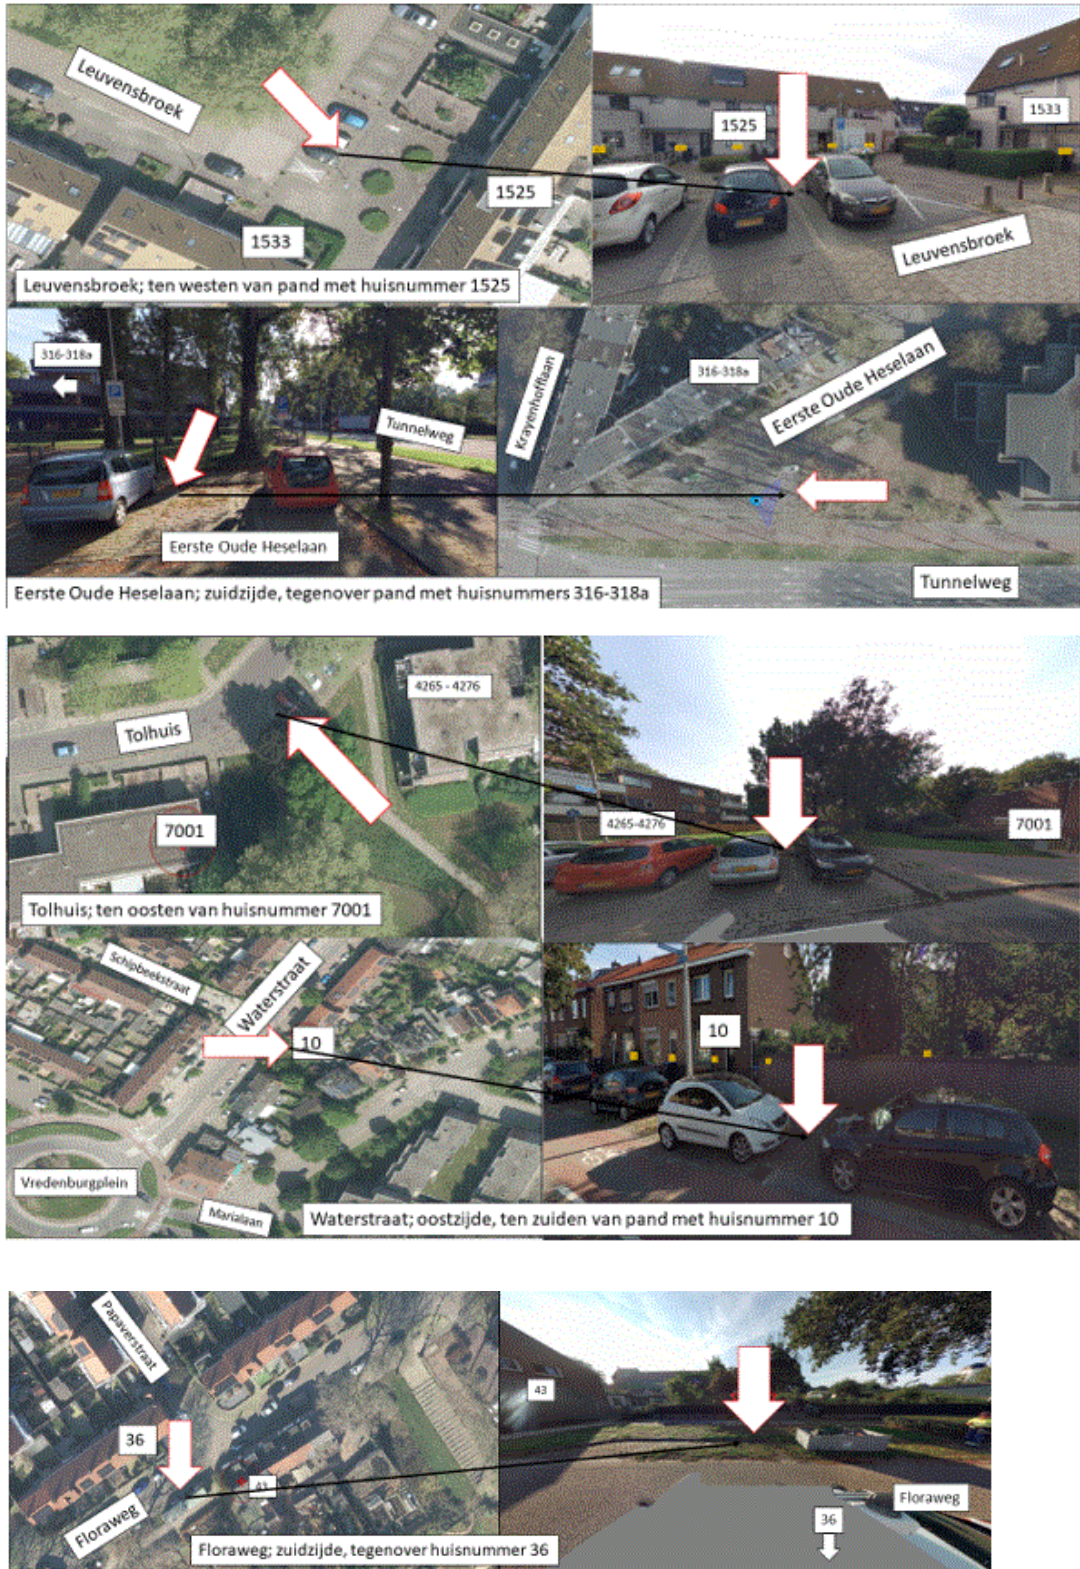 Leuvensbroek
1525
1533
Leuvensbroek; ten westen van pand met huisnummer 1525
1525
1533
Leuvensbroek
316-318a
Tunnelweg
Eerste Oude Heselaan
Eerste Oude Heselaan; zuidzijde, tegenover pand met huisnummers 316-318a
Krayenhofflaan
316-318a
Eerste Oude Heselaan
Tunnelweg
Tolhuis
4265 - 4276
7001
Tolhuis; ten oosten van huisnummer 7001
4265-4276
7001
Schipbeekstraat
Waterstraat
10
Vredenburgplein
Marialaan
Waterstraat; oostzijde, ten zuiden van pand met huisnummer 10
10
Papaverstraat
36
43
Floraweg
Floraweg; zuidzijde, tegenover huisnummer 36
43
Floraweg
36